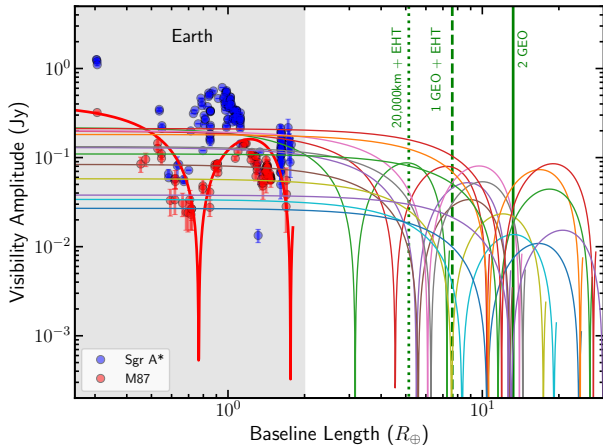 Earth
20,000km + EHT
1 GEO + EHT
2 GEO
Visibility Amplitude (Jy)
10⁰
10⁻¹
10⁻²
10⁻³
Sgr A*
M87
10⁰
10¹
Baseline Length (R⊕)